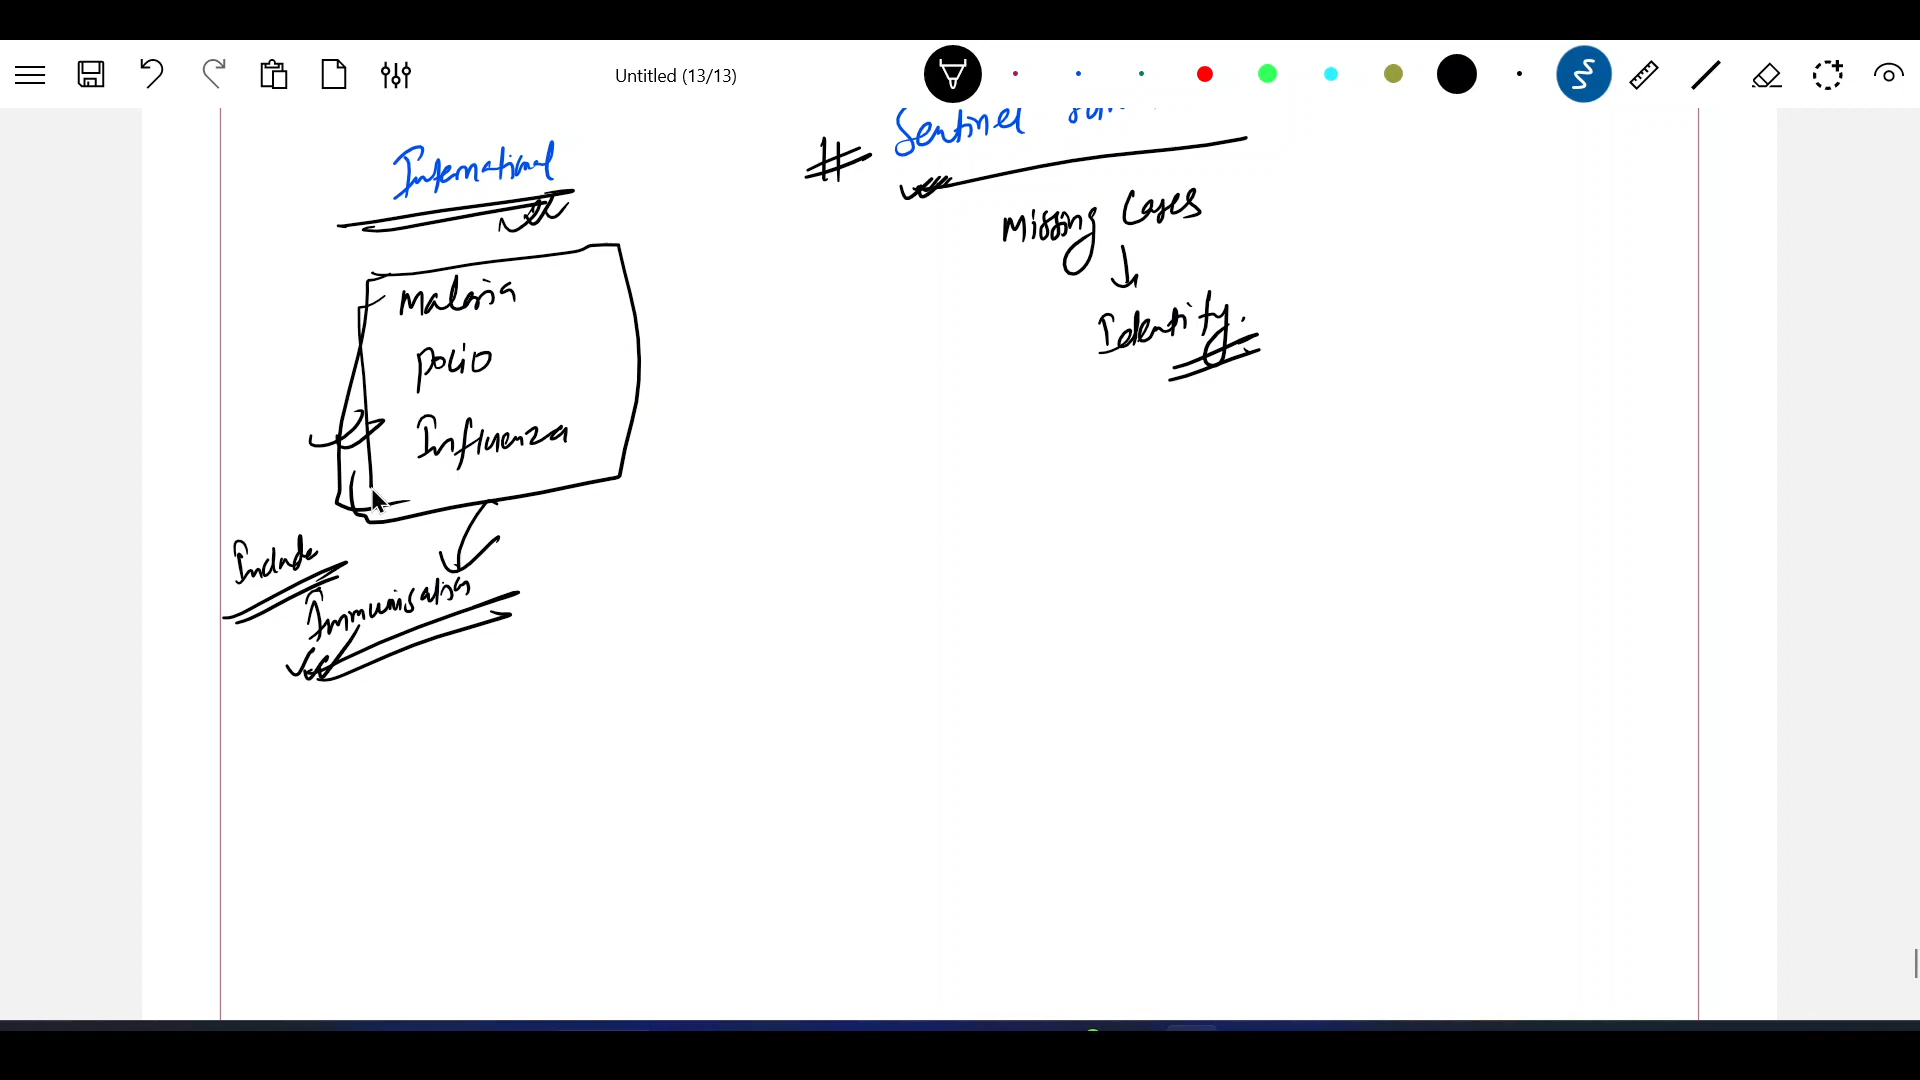 Untitled (13/13)
International
Malaria
Polio
Influenza
Include
Immunisation
# Sentinel
Missing Cases
↓
Identify.